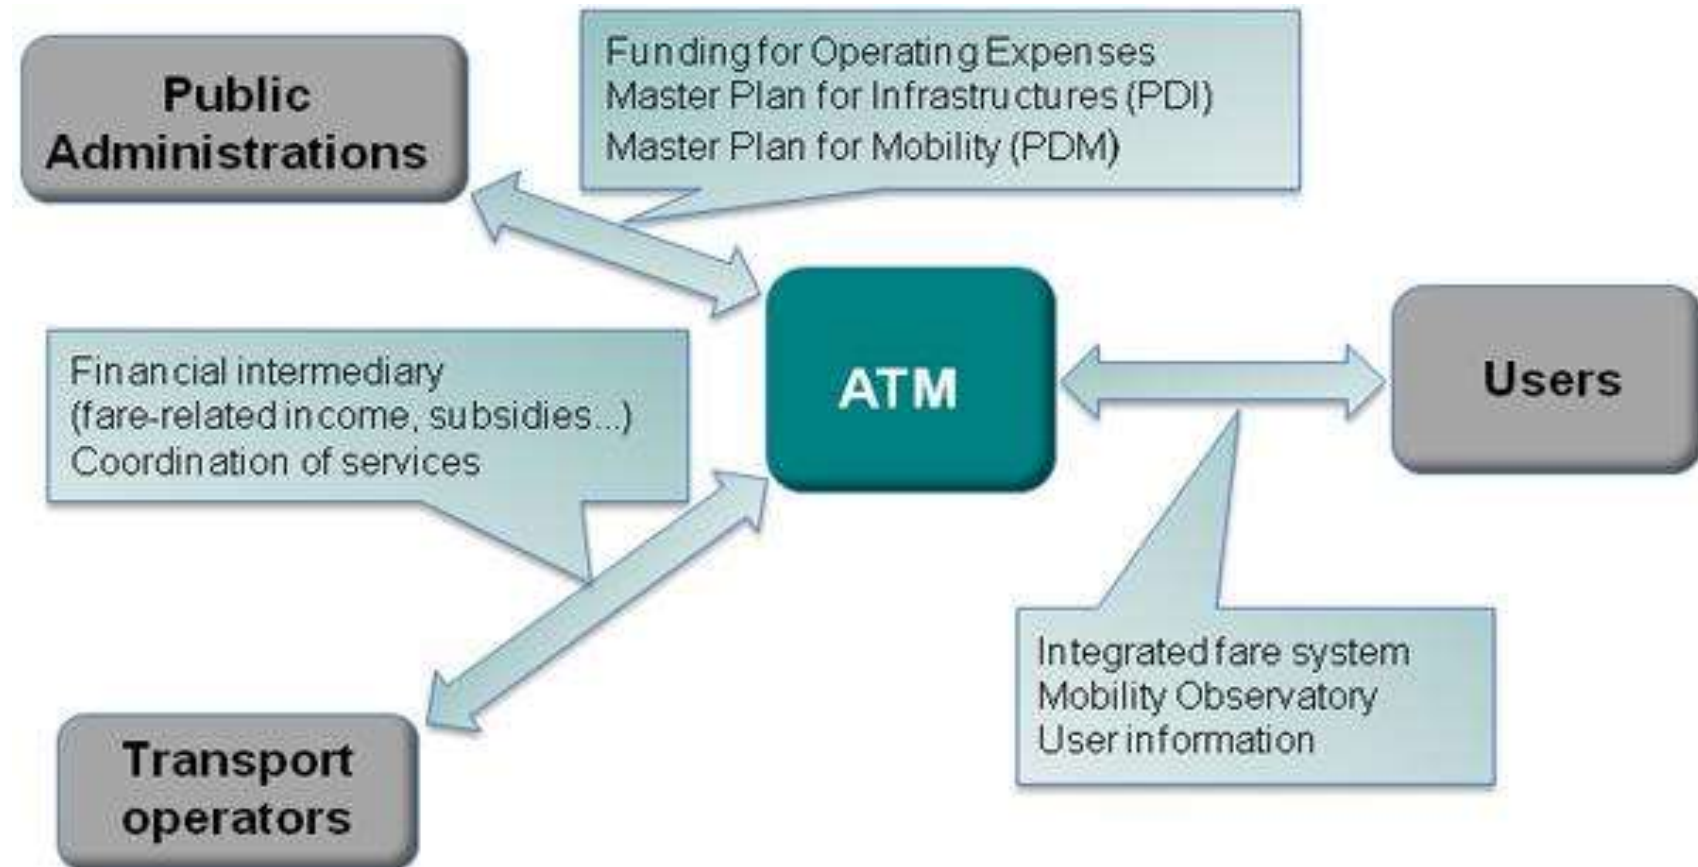 Public
Administrations
Funding for Operating Expenses
Master Plan for Infrastructures (PDI)
Master Plan for Mobility (PDM)
Financial intermediary
(fare-related income, subsidies...)
Coordination of services
ATM
Users
Integrated fare system
Mobility Observatory
User information
Transport
operators